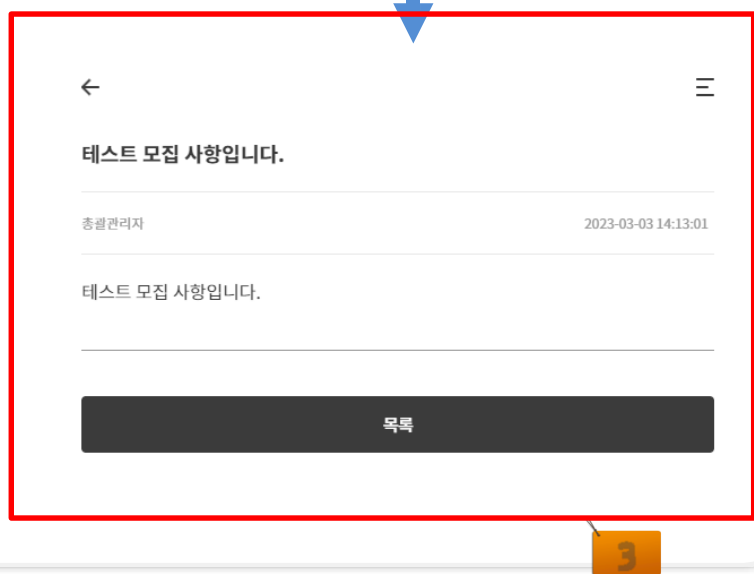 테스트 모집 사항입니다.
총괄관리자
2023-03-03 14:13:01
테스트 모집 사항입니다.
목록
3